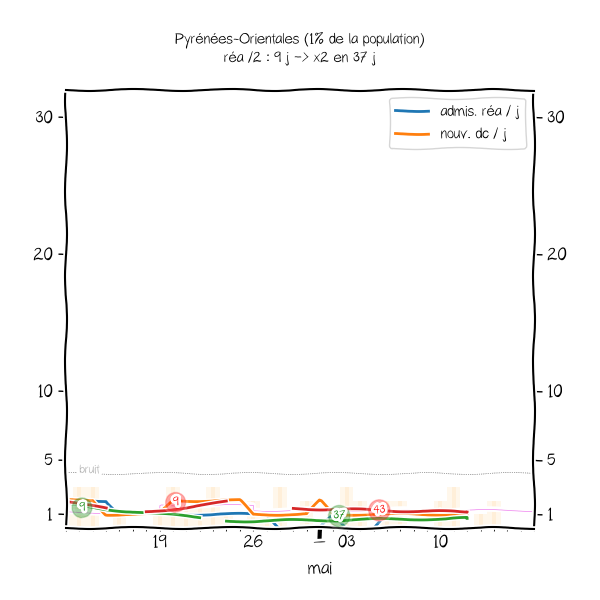 Pyrénées-Orientales (1% de la population)
réa /2 : 9 j -> x2 en 37 j
admis. réa / j
nouv. dc / j
30 30
20 20
10 10
5 5
bruit
1 1
9 9 37 43
19 26 1 03 10
mai